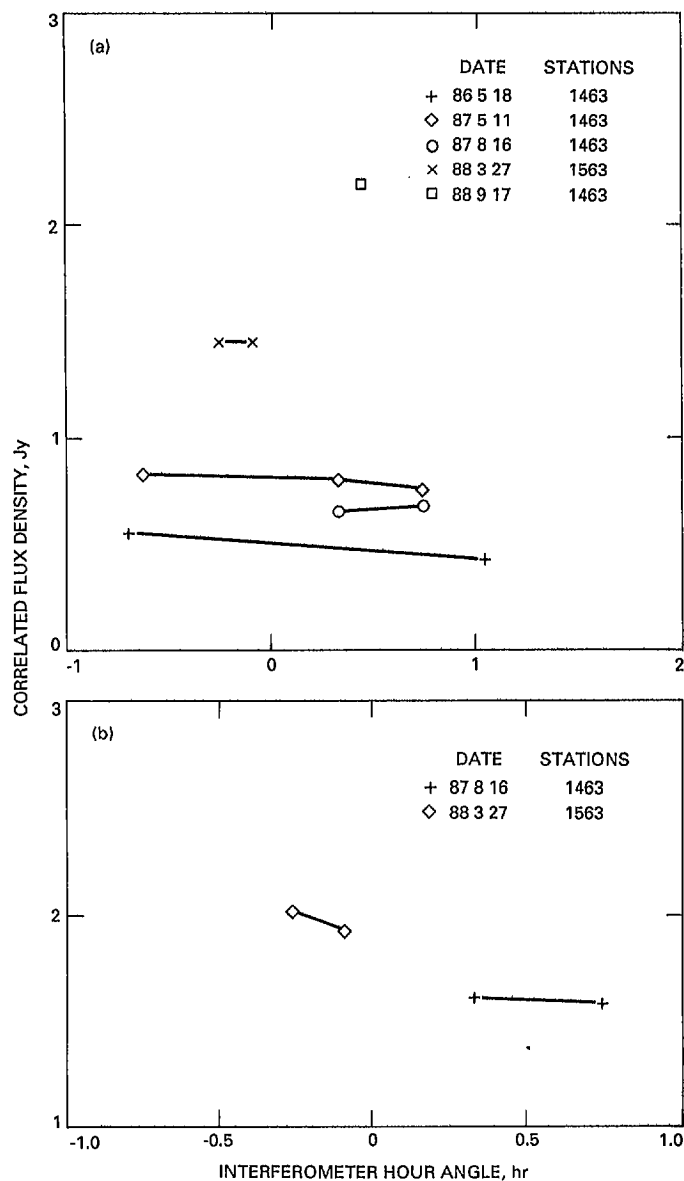 3
(a)
DATE STATIONS
+ 86 5 18 1463
◇ 87 5 11 1463
○ 87 8 16 1463
× 88 3 27 1563
□ 88 9 17 1463
2
1
0
-1 0 1 2
CORRELATED FLUX DENSITY, Jy
3
(b)
DATE STATIONS
+ 87 8 16 1463
◇ 88 3 27 1563
2
1
-1.0 -0.5 0 0.5 1.0
INTERFEROMETER HOUR ANGLE, hr